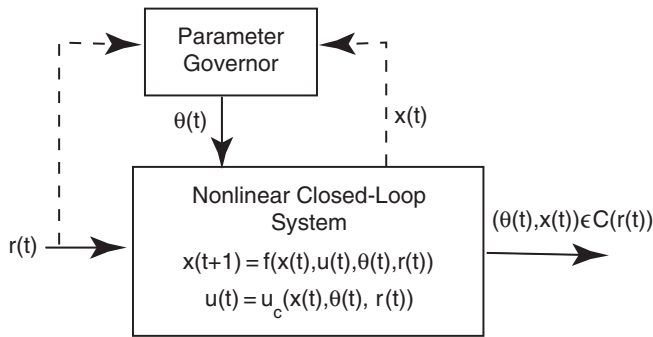 Parameter
Governor
θ(t)
x(t)
Nonlinear Closed-Loop
System
x(t+1) = f(x(t),u(t),θ(t),r(t))
u(t) = u_c(x(t),θ(t), r(t))
r(t)
(θ(t),x(t))ϵC(r(t))